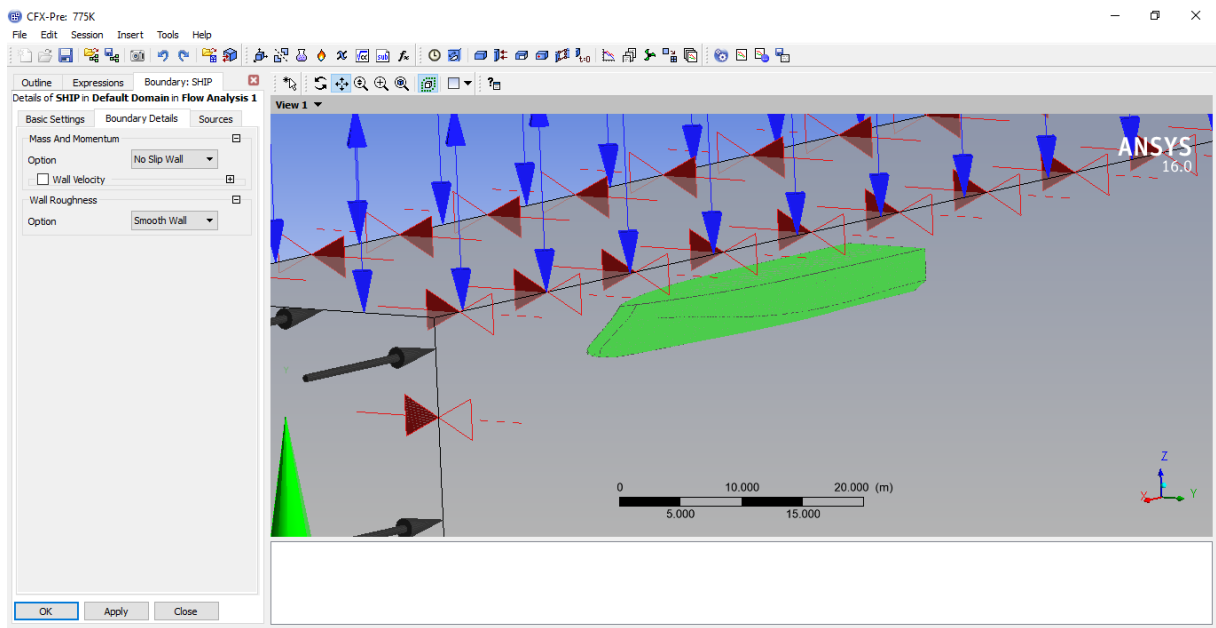 CFX-Pre: 775K
File Edit Session Insert Tools Help
Outline Expressions Boundary: SHIP
Details of SHIP in Default Domain in Flow Analysis 1
Basic Settings Boundary Details Sources
Mass And Momentum
Option No Slip Wall
Wall Velocity
Wall Roughness
Option Smooth Wall
OK Apply Close
View 1
ANSYS
16.0
0 10.000 20.000 (m)
5.000 15.000
Z
X Y